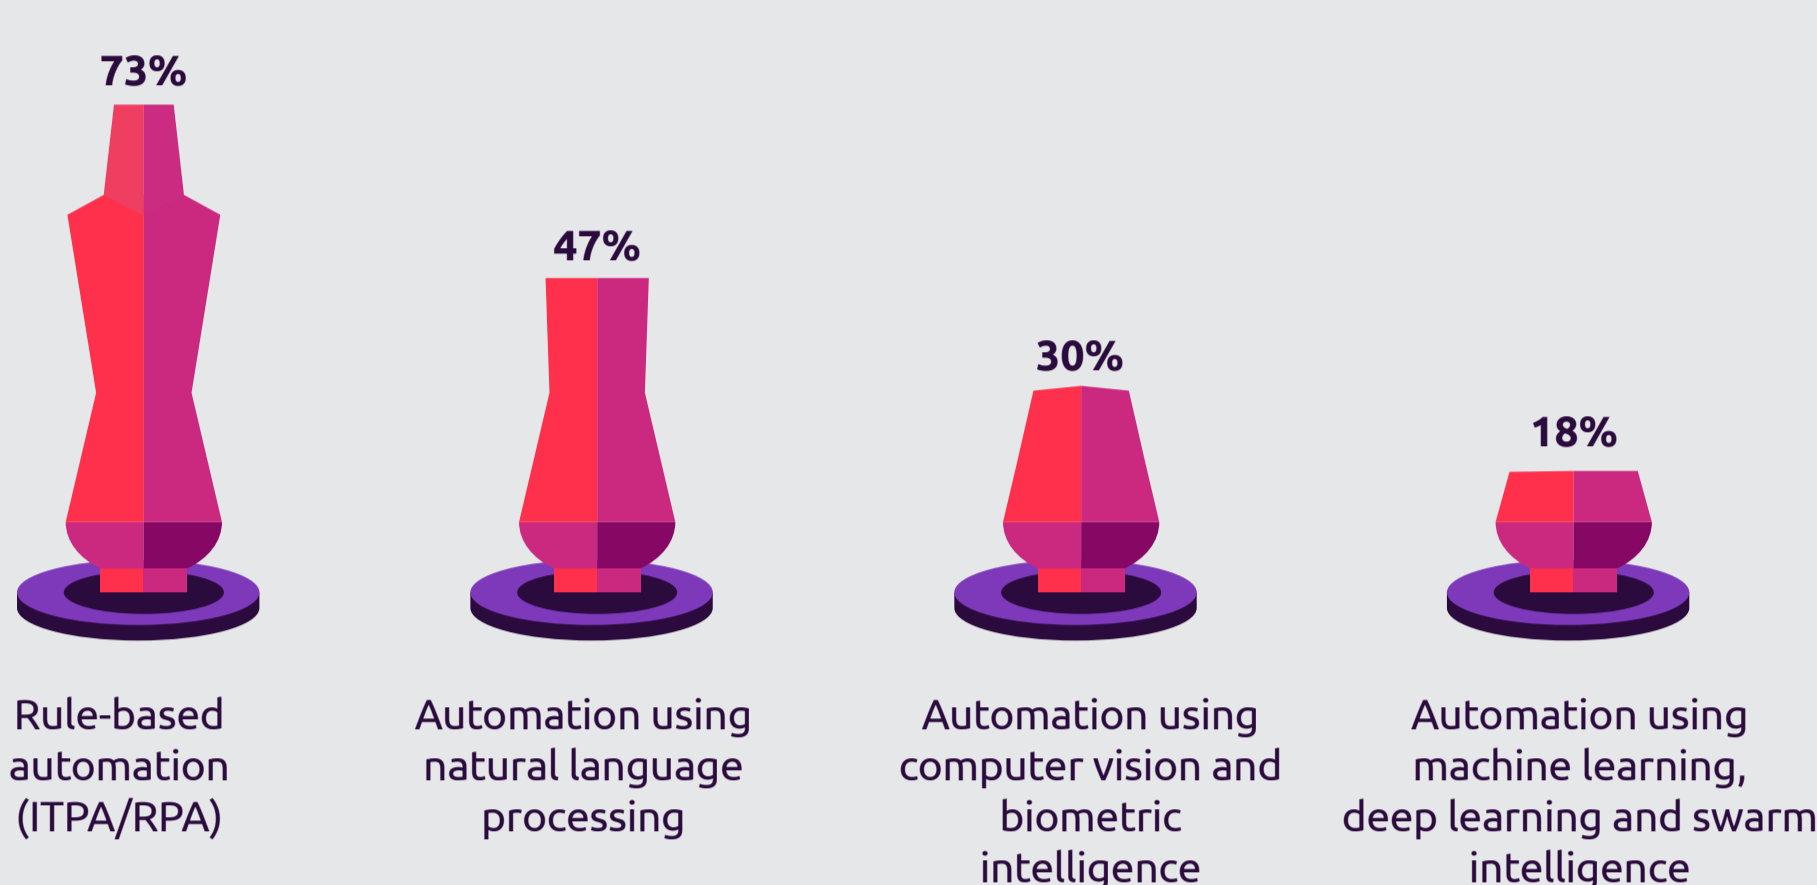 73%
47%
30%
18%
Rule-based
automation
(ITPA/RPA)
Automation using
natural language
processing
Automation using
computer vision and
biometric
intelligence
Automation using
machine learning,
deep learning and swarm
intelligence